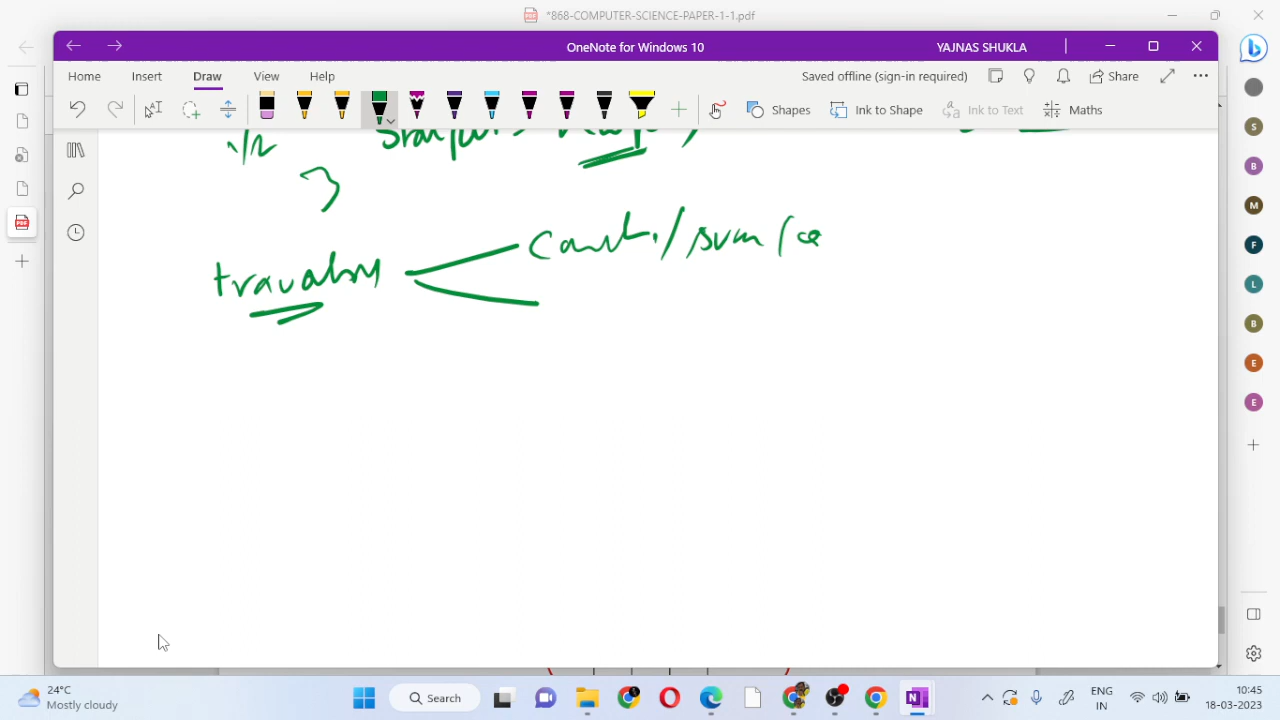 *868-COMPUTER-SCIENCE-PAPER-1-1.pdf
OneNote for Windows 10
YAJNAS SHUKLA
Home Insert Draw View Help
Saved offline (sign-in required)
Share
Shapes
Ink to Shape
Ink to Text
Maths
S
B
M
F
L
B
E
E
/sum/
24°C
Mostly cloudy
Search
ENG
IN
10:45
18-03-2023